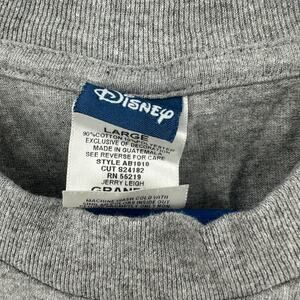 Disney
LARGE
90%COTTON 10%POLYESTER
EXCLUSIVE OF DECORATION
MADE IN GUATEMALA
SEE REVERSE FOR CARE
STYLE AB1010
CUT S24182
RN 55219
JERRY LEIGH
MACHINE WASH COLD WITH